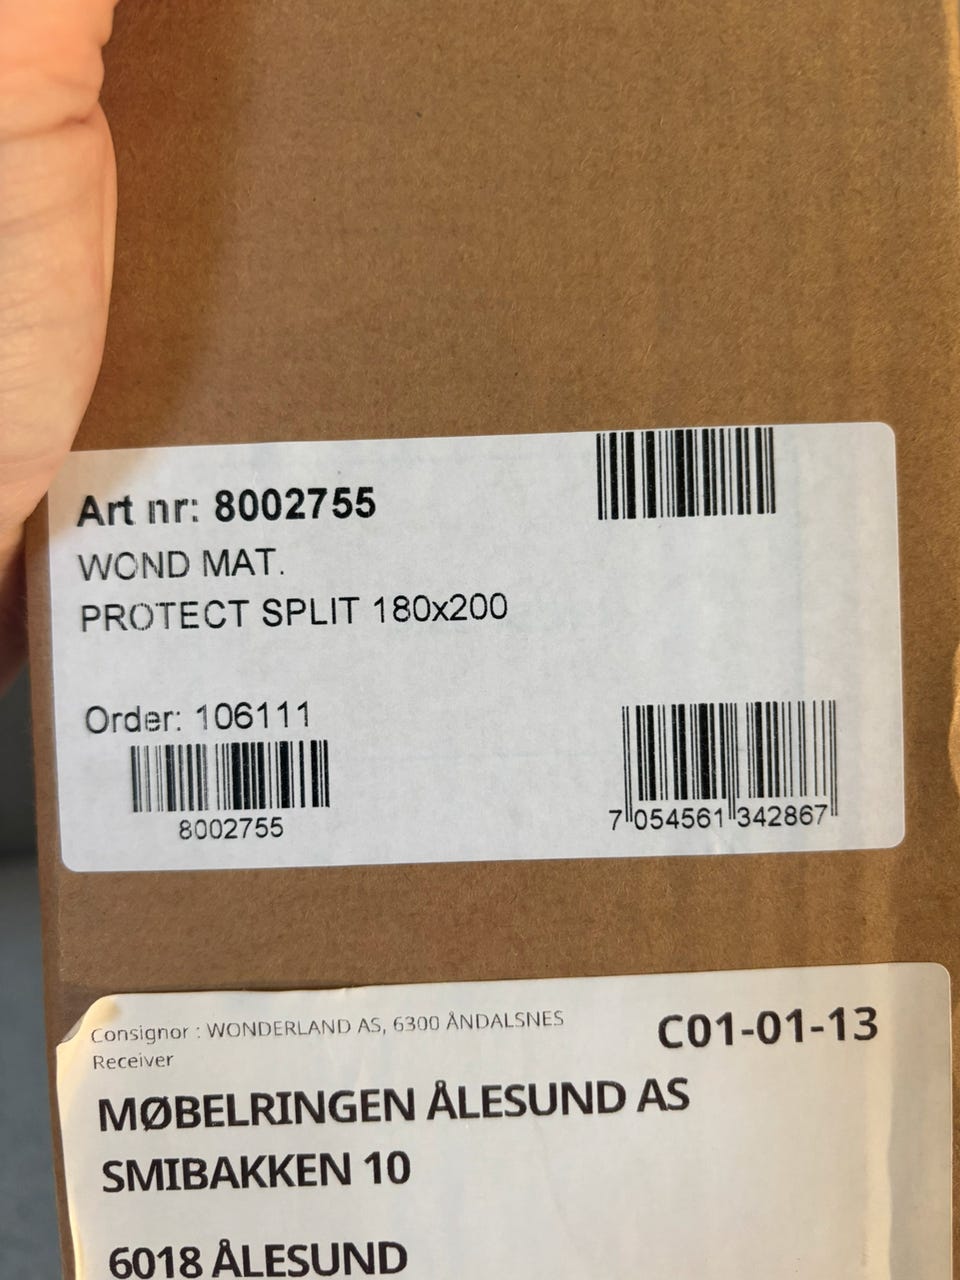 Art nr: 8002755
WOND MAT.
PROTECT SPLIT 180x200
Order: 106111
8002755
7 054561 342867
Consignor : WONDERLAND AS, 6300 ÅNDALSNES
Receiver
C01-01-13
MØBELRINGEN ÅLESUND AS
SMIBAKKEN 10
6018 ÅLESUND